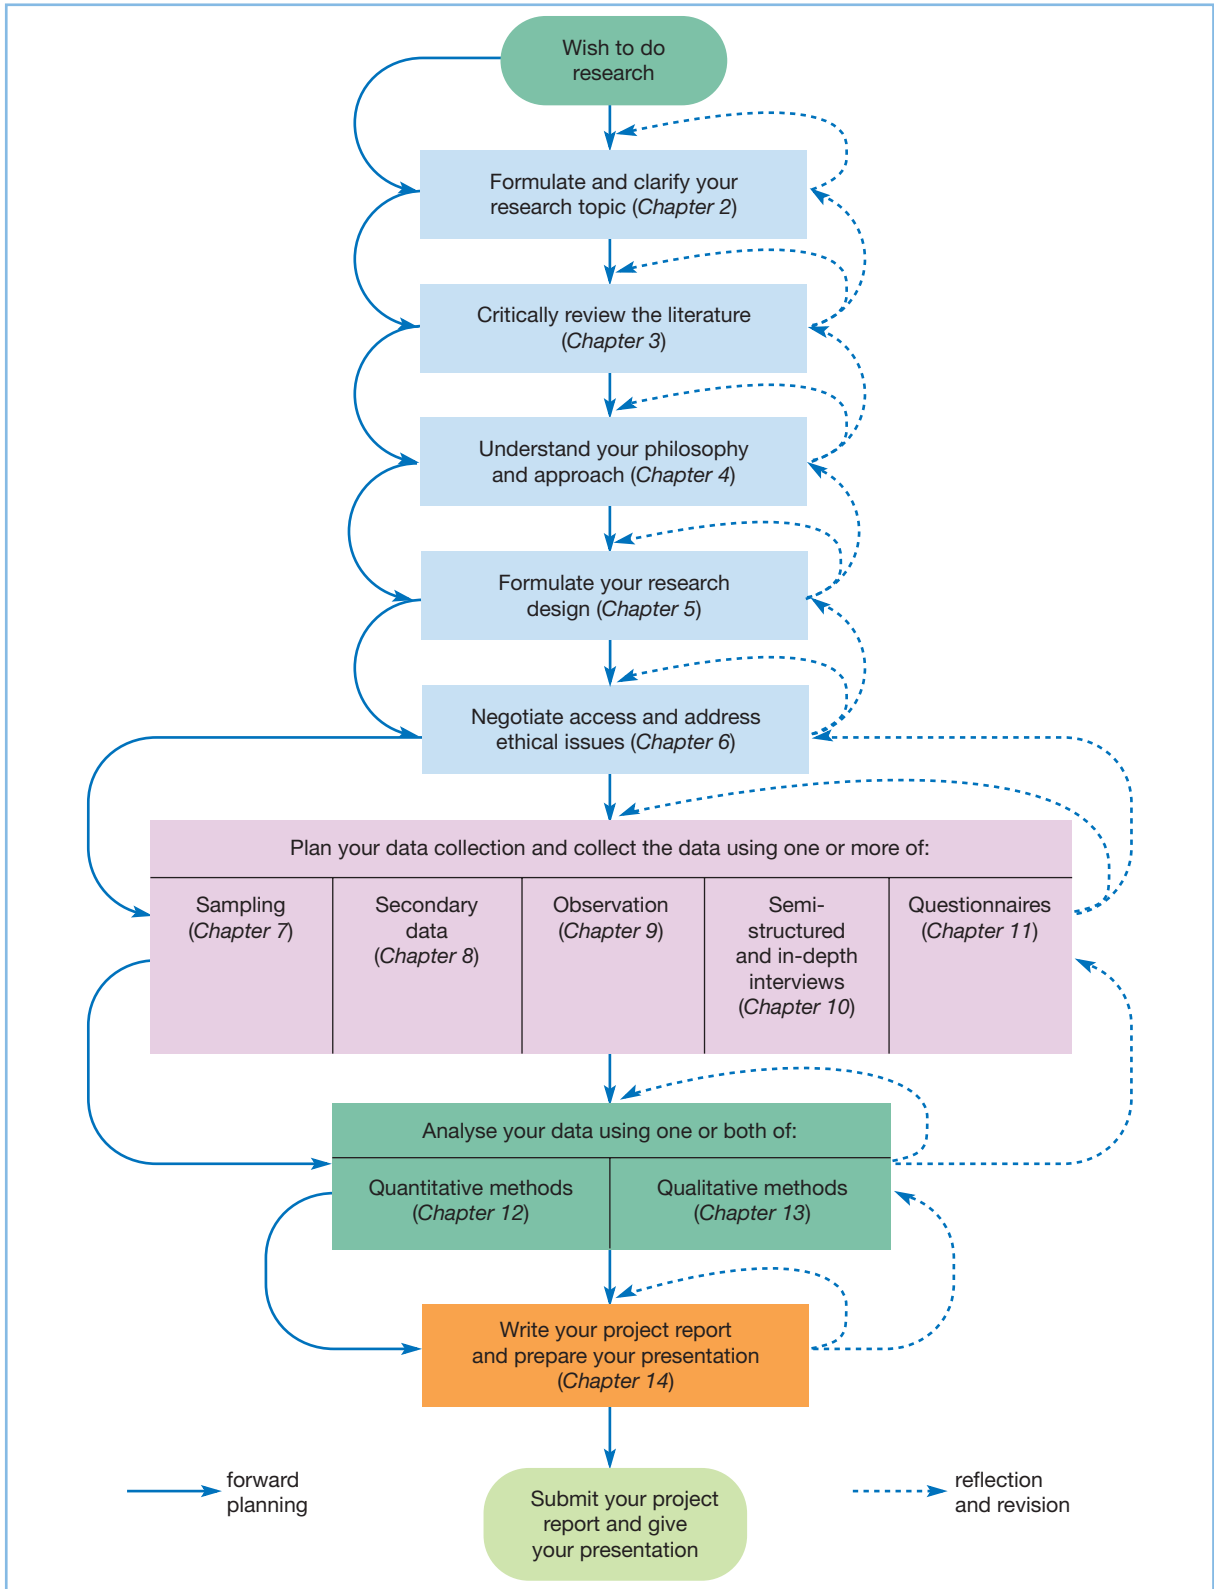 Wish to do
research
Formulate and clarify your
research topic (Chapter 2)
Critically review the literature
(Chapter 3)
Understand your philosophy
and approach (Chapter 4)
Formulate your research
design (Chapter 5)
Negotiate access and address
ethical issues (Chapter 6)
Plan your data collection and collect the data using one or more of:
Sampling
(Chapter 7)
Secondary
data
(Chapter 8)
Observation
(Chapter 9)
Semi-
structured
and in-depth
interviews
(Chapter 10)
Questionnaires
(Chapter 11)
Analyse your data using one or both of:
Quantitative methods
(Chapter 12)
Qualitative methods
(Chapter 13)
Write your project report
and prepare your presentation
(Chapter 14)
forward
planning
Submit your project
report and give
your presentation
reflection
and revision